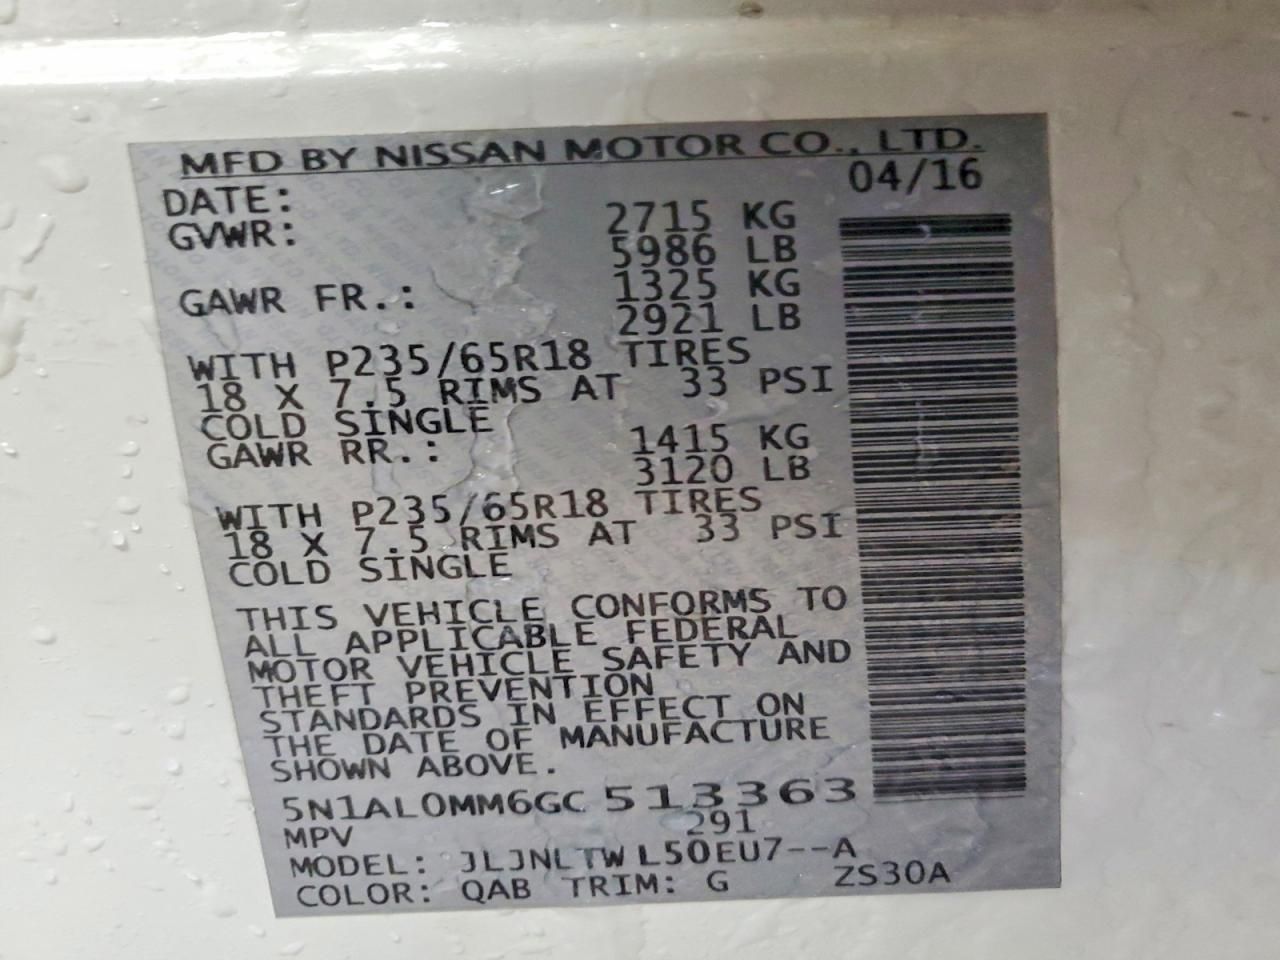 MFD BY NISSAN MOTOR CO., LTD.
DATE: 04/16
GVWR: 2715 KG
5986 LB
GAWR FR.: 1325 KG
2921 LB
WITH P235/65R18 TIRES
18 X 7.5 RIMS AT 33 PSI
COLD SINGLE
GAWR RR.: 1415 KG
3120 LB
WITH P235/65R18 TIRES
18 X 7.5 RIMS AT 33 PSI
COLD SINGLE
THIS VEHICLE CONFORMS TO
ALL APPLICABLE FEDERAL
MOTOR VEHICLE SAFETY AND
THEFT PREVENTION
STANDARDS IN EFFECT ON
THE DATE OF MANUFACTURE
SHOWN ABOVE.
5N1AL0MM6GC513363
MPV 291
MODEL: JLJNLTWL50EU7--A
COLOR: QAB TRIM: G ZS30A